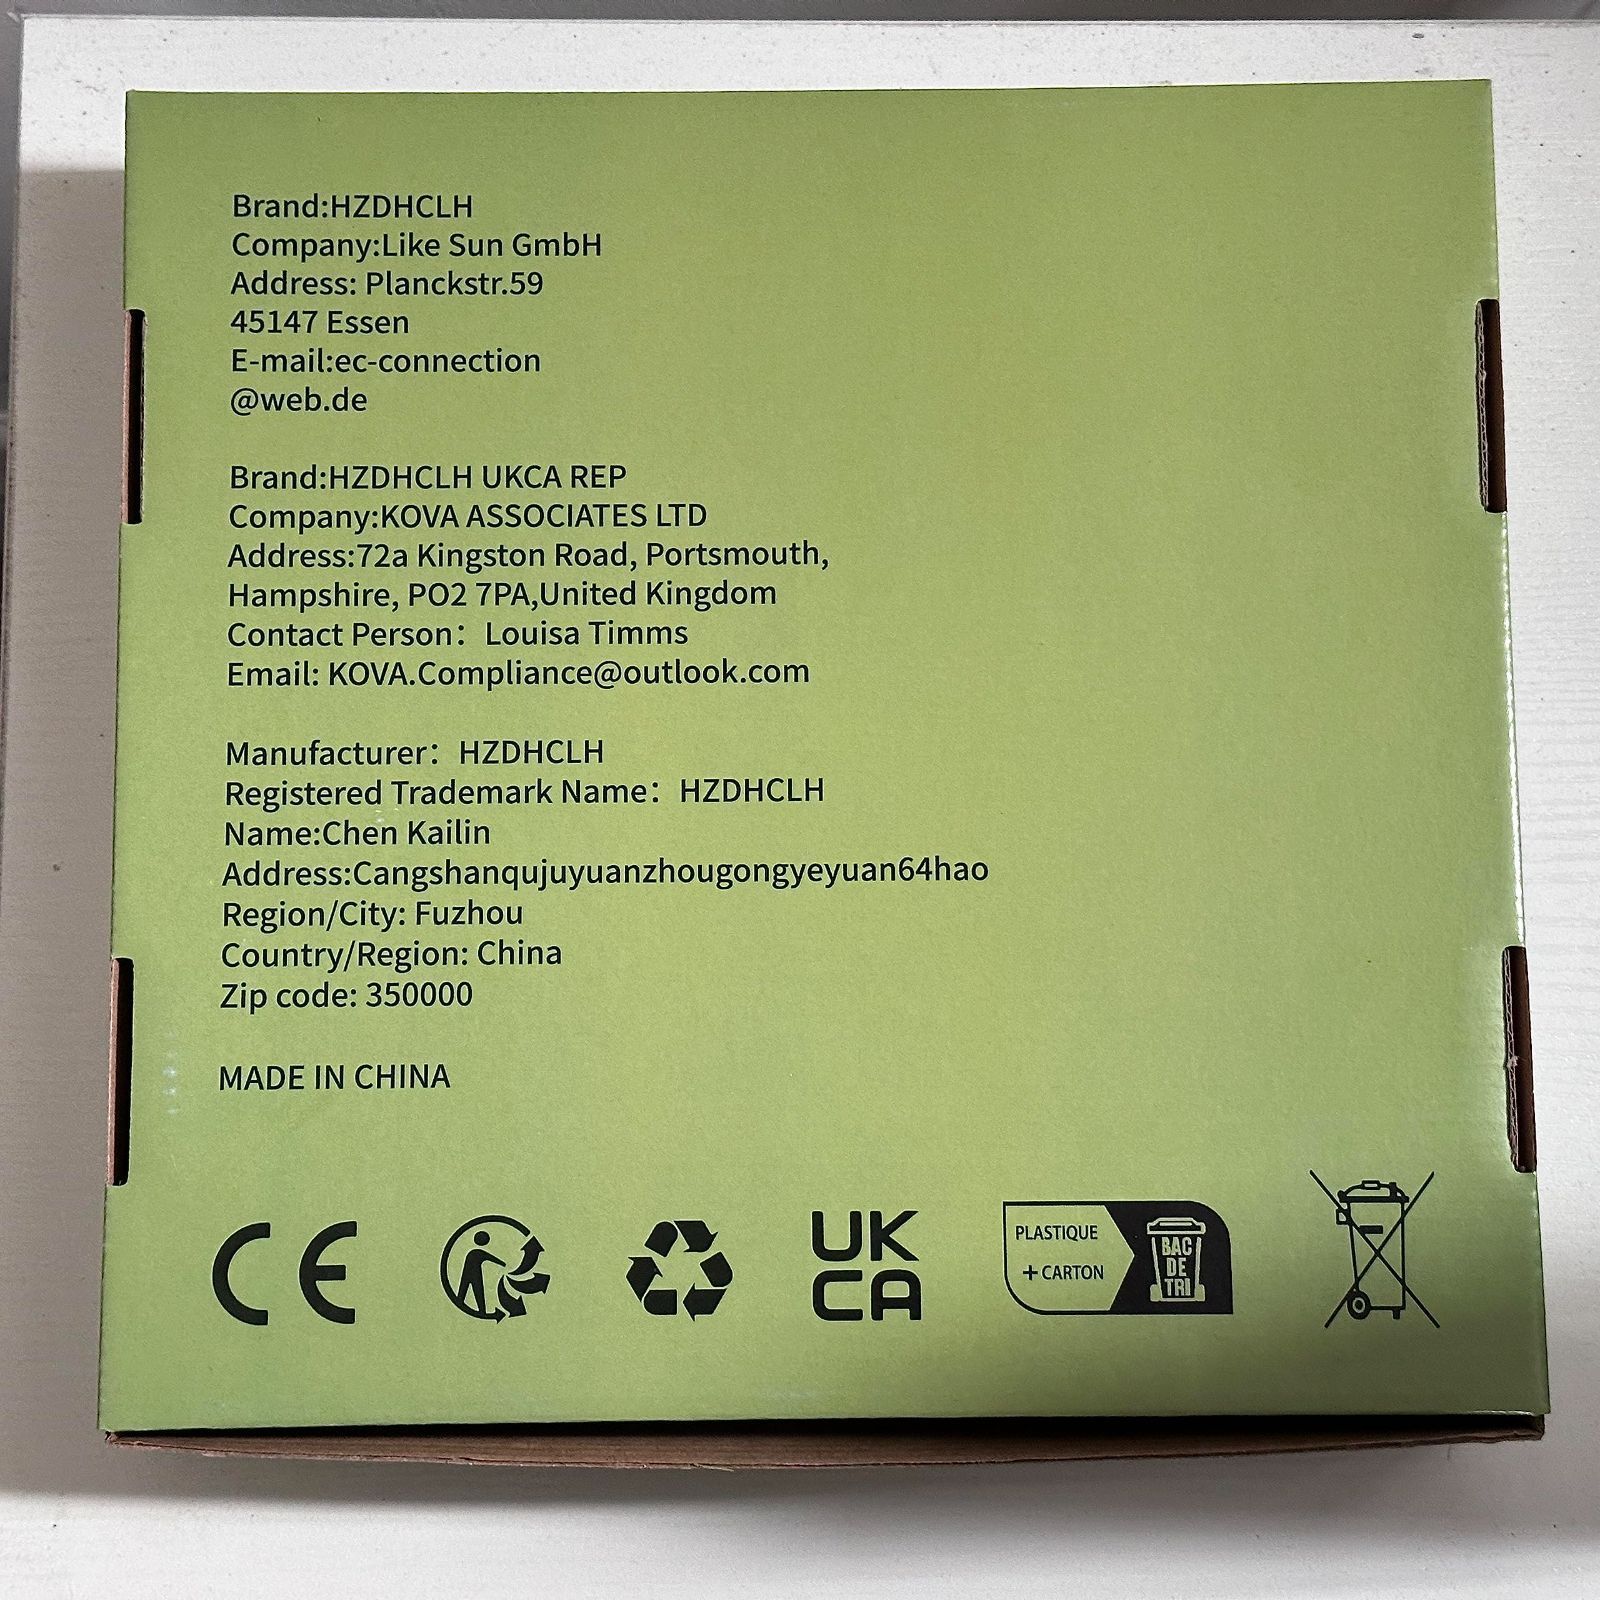 Brand:HZDHCLH
Company:Like Sun GmbH
Address: Planckstr.59
45147 Essen
E-mail:ec-connection
@web.de
Brand:HZDHCLH UKCA REP
Company:KOVA ASSOCIATES LTD
Address:72a Kingston Road, Portsmouth,
Hampshire, PO2 7PA,United Kingdom
Contact Person：Louisa Timms
Email: KOVA.Compliance@outlook.com
Manufacturer：HZDHCLH
Registered Trademark Name：HZDHCLH
Name:Chen Kailin
Address:Cangshanqujuyuanzhougongyeyuan64hao
Region/City: Fuzhou
Country/Region: China
Zip code: 350000
MADE IN CHINA
CE
UK
CA
PLASTIQUE
+ CARTON
BAC
DE
TRI